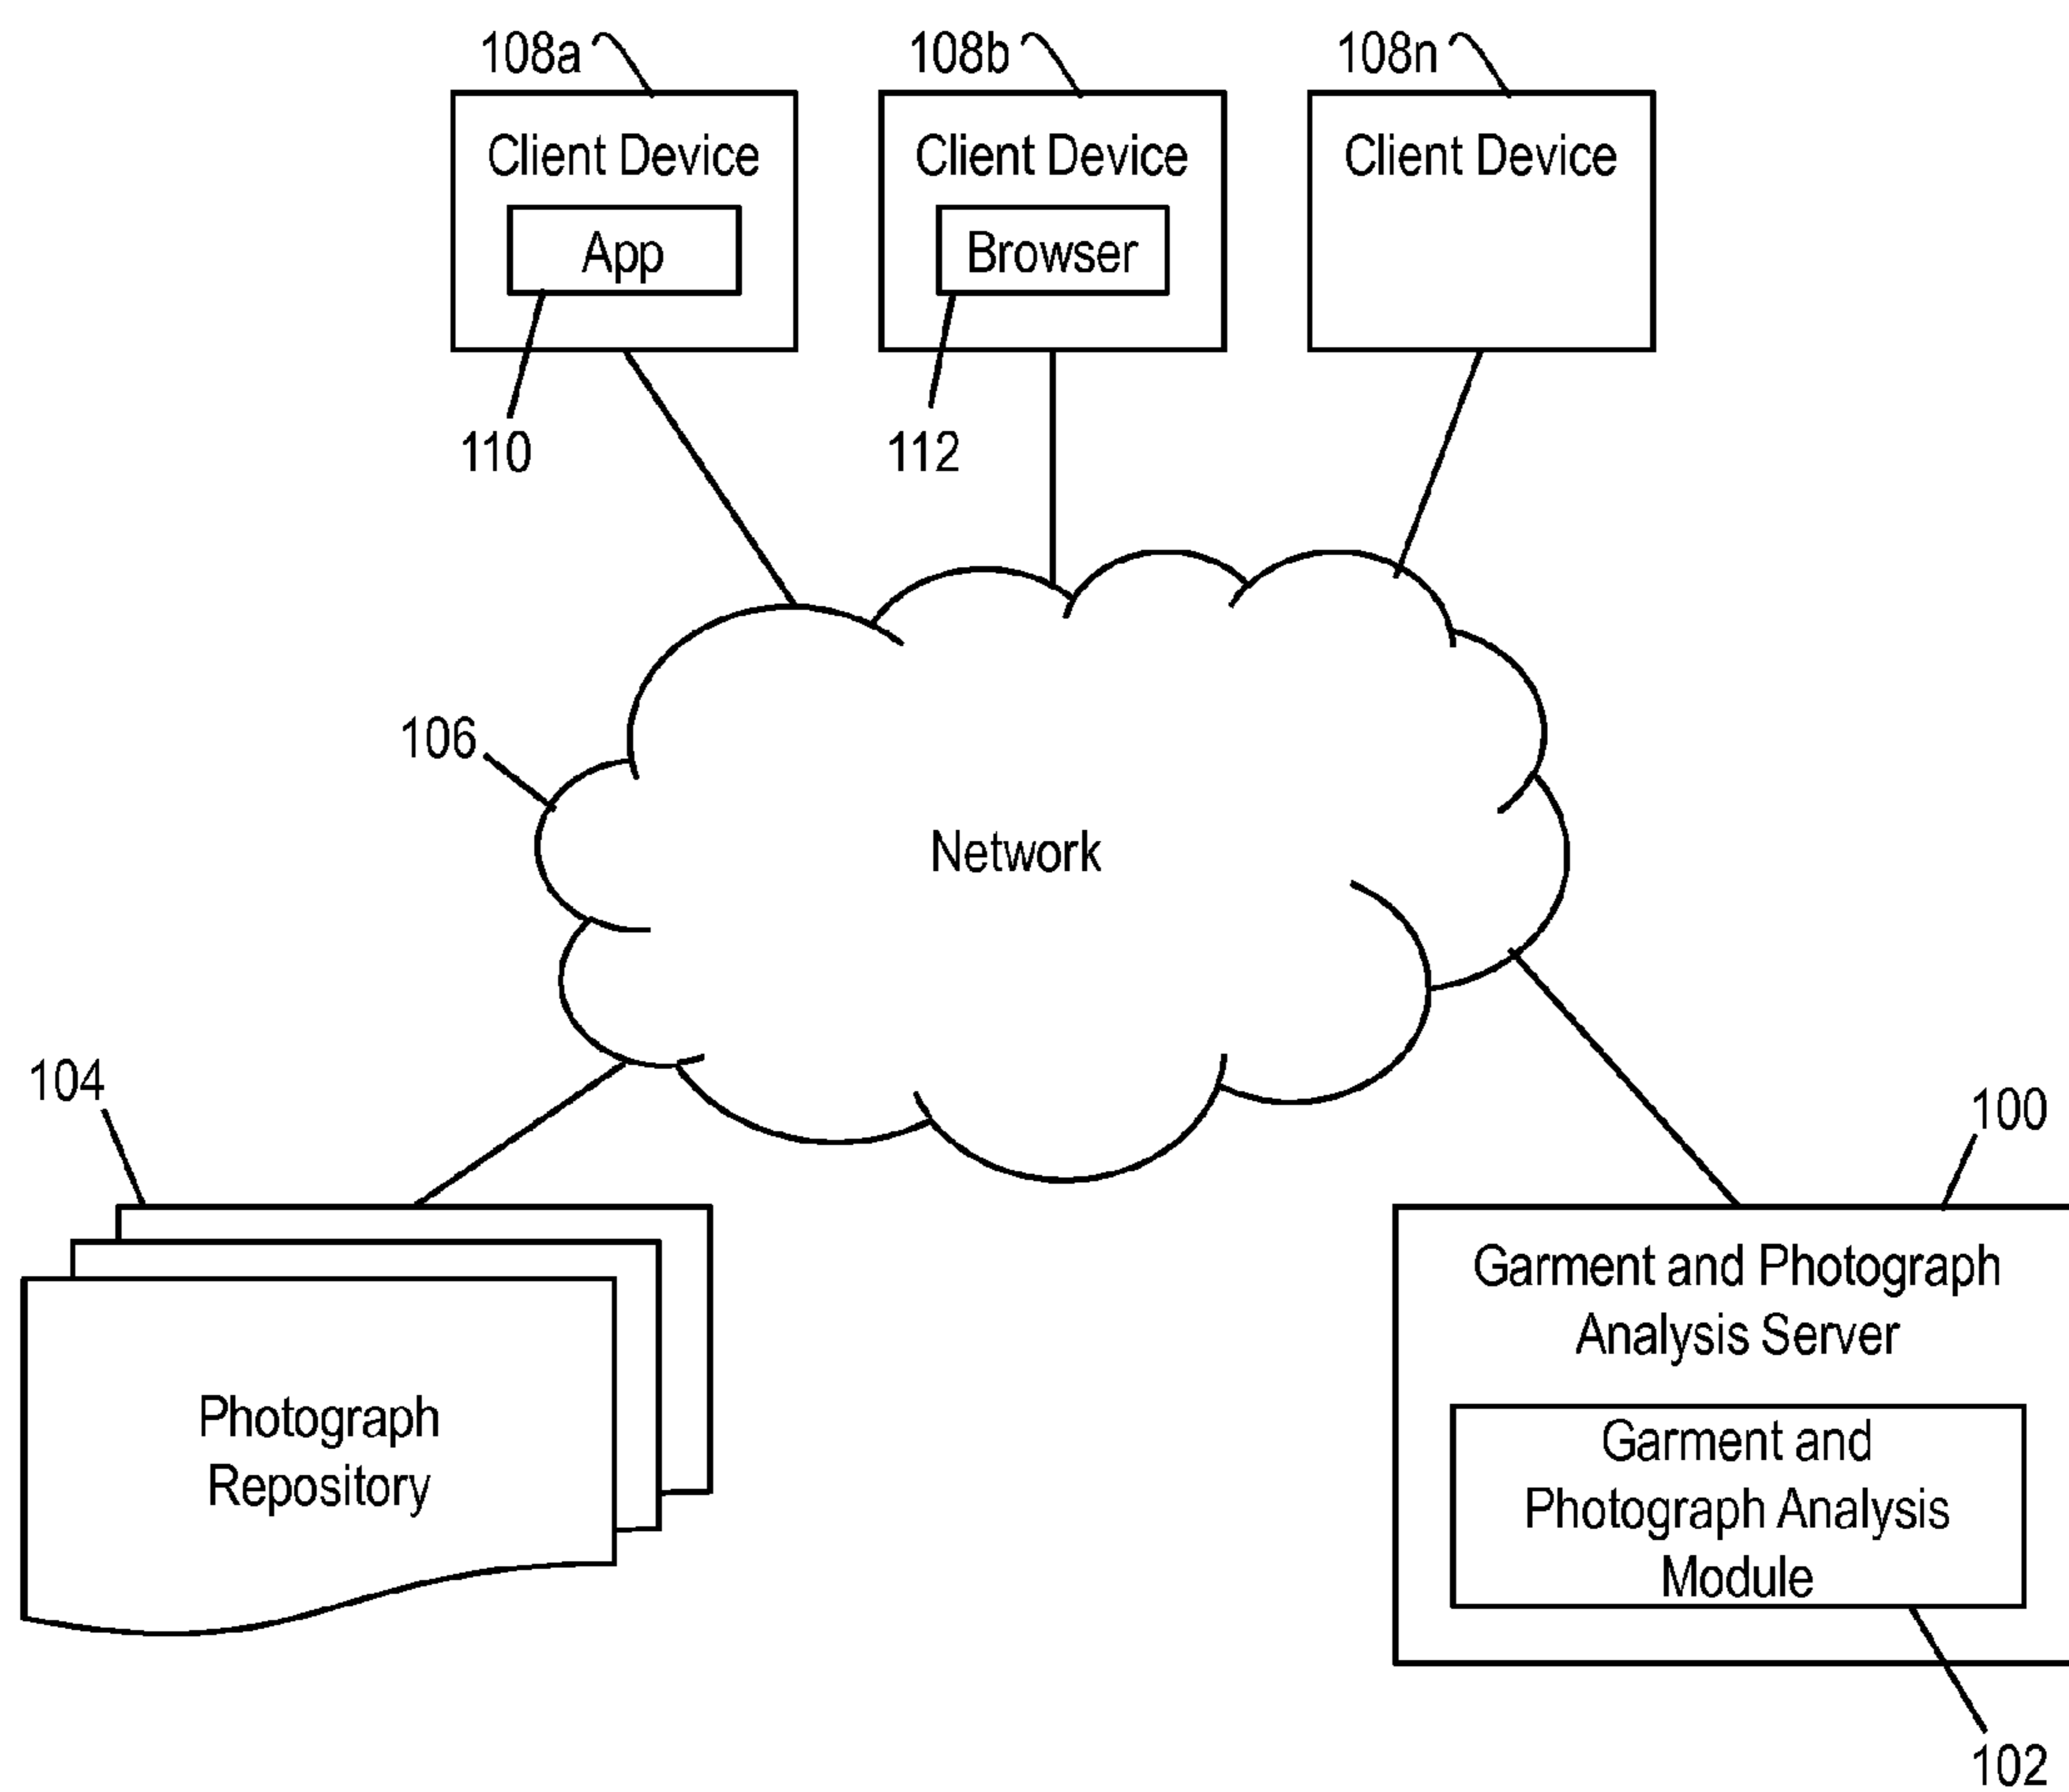 108a
108b
108n
Client Device
Client Device
Client Device
App
Browser
110
112
106
Network
104
100
Photograph
Repository
Garment and Photograph
Analysis Server
Garment and
Photograph Analysis
Module
102